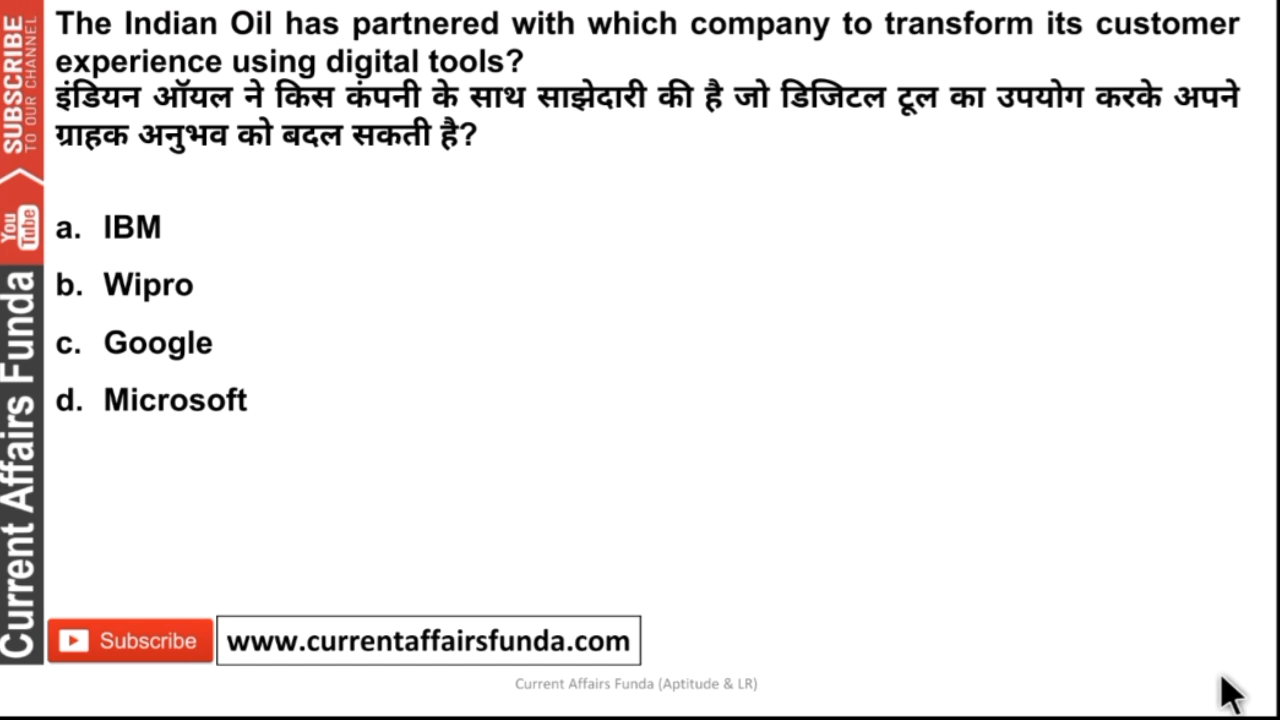 The Indian Oil has partnered with which company to transform its customer
experience using digital tools?
इंडियन ऑयल ने किस कंपनी के साथ साझेदारी की है जो डिजिटल टूल का उपयोग करके अपने
ग्राहक अनुभव को बदल सकती है?
a. IBM
b. Wipro
c. Google
d. Microsoft
SUBSCRIBE
TO OUR CHANNEL
You
Tube
Current Affairs Funda
Subscribe
www.currentaffairsfunda.com
Current Affairs Funda (Aptitude & LR)